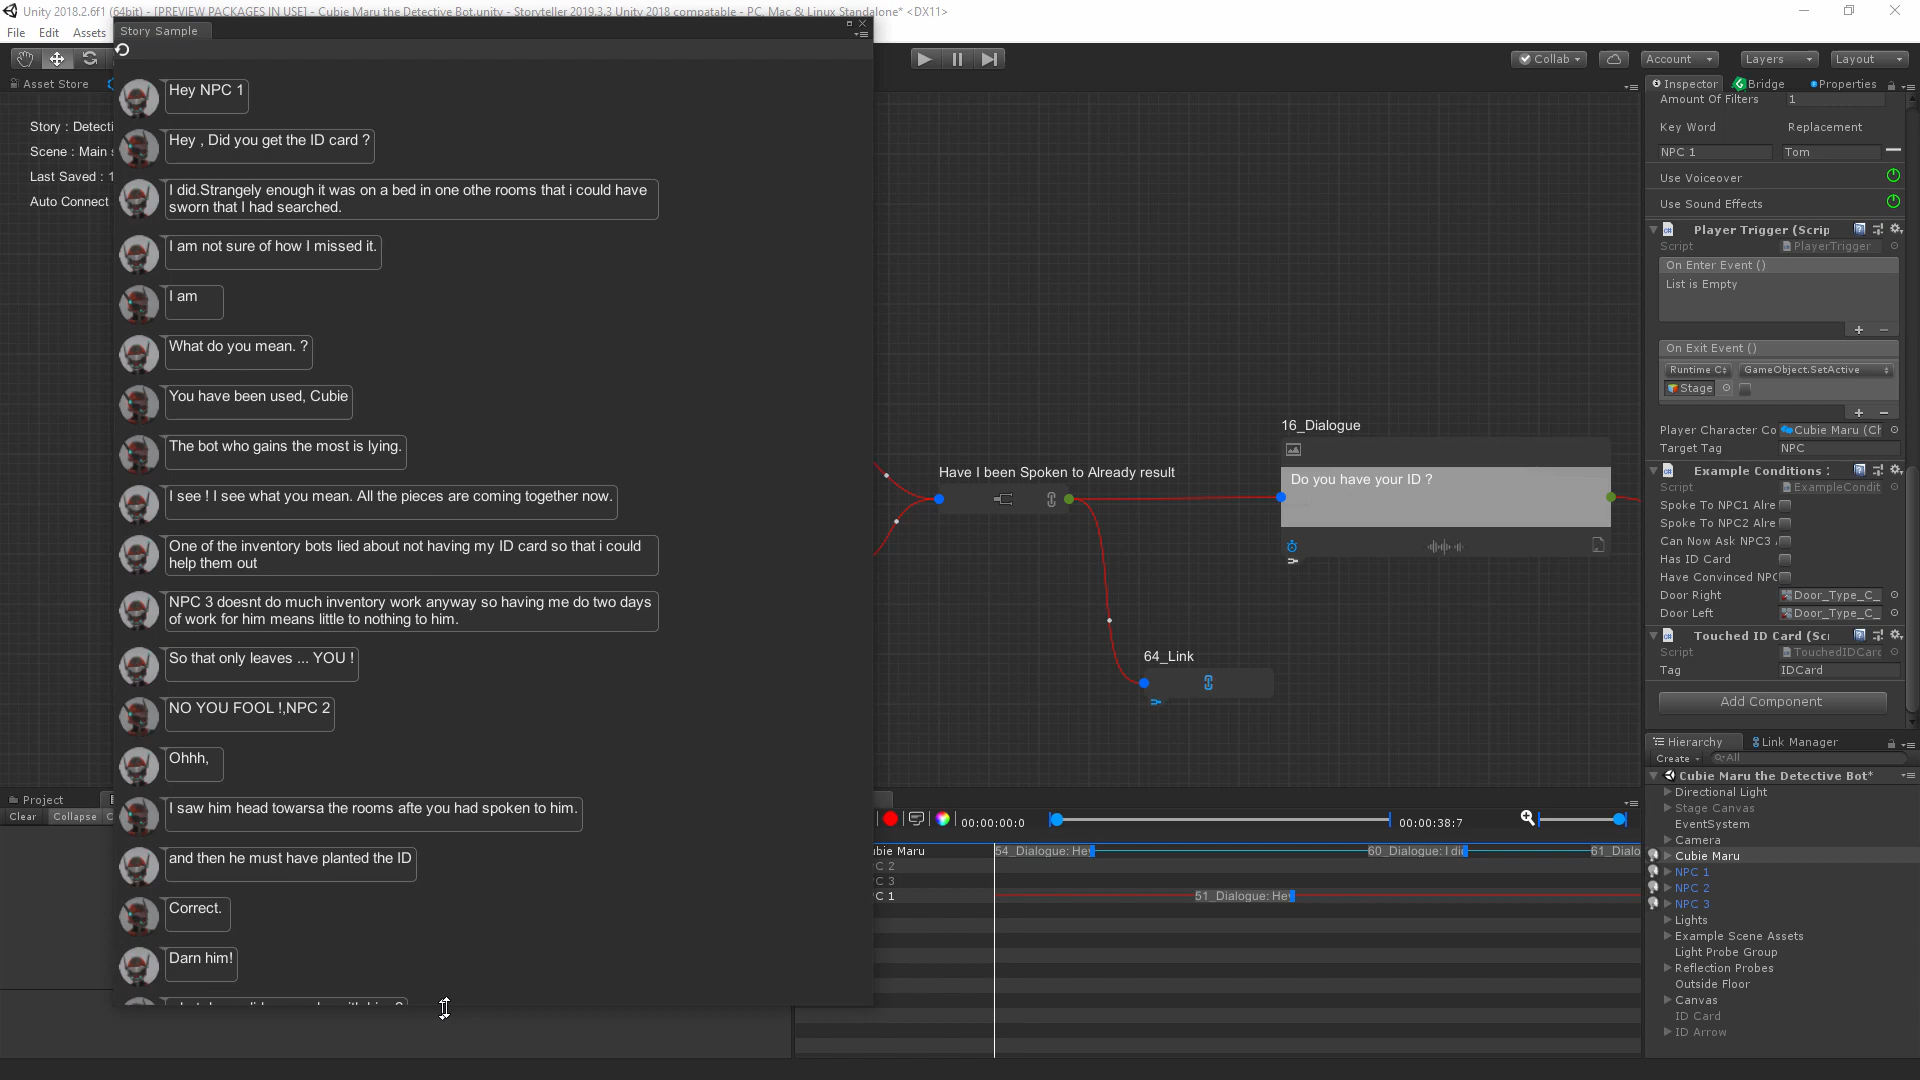 Unity 2018.2.6f1 (64bit) - [PREVIEW PACKAGES IN USE] - Cubie Maru the Detective Bot.unity - Storyteller 2019.3.3 Unity 2018 compatable - PC, Mac & Linux Standalone* <DX11>
File Edit Assets
Story Sample
Collab
Account
Layers
Layout
Asset Store
Story : Detecti
Scene : Main
Last Saved : 1
Auto Connect
Hey NPC 1
Hey , Did you get the ID card ?
I did.Strangely enough it was on a bed in one othe rooms that i could have
sworn that I had searched.
I am not sure of how I missed it.
I am
What do you mean. ?
You have been used, Cubie
The bot who gains the most is lying.
I see ! I see what you mean. All the pieces are coming together now.
One of the inventory bots lied about not having my ID card so that i could
help them out
NPC 3 doesnt do much inventory work anyway so having me do two days
of work for him means little to nothing to him.
So that only leaves ... YOU !
NO YOU FOOL !,NPC 2
Ohhh,
I saw him head towarsa the rooms afte you had spoken to him.
and then he must have planted the ID
Correct.
Darn him!
Have I been Spoken to Already result
16_Dialogue
Do you have your ID ?
64_Link
Project
Clear Collapse C
00:00:00:0
00:00:38:7
ubie Maru
PC 2
PC 3
PC 1
54_Dialogue: He
60_Dialogue: I di
61_Dialo
51_Dialogue: He
Inspector Bridge Properties
Amount Of Filters 1
Key Word Replacement
NPC 1 Tom
Use Voiceover
Use Sound Effects
Player Trigger (Scrip
Script PlayerTrigger
On Enter Event ()
List is Empty
On Exit Event ()
Runtime C GameObject.SetActive
Stage
Player Character Co Cubie Maru (Ch
Target Tag NPC
Example Conditions
Script ExampleCondit
Spoke To NPC1 Alre
Spoke To NPC2 Alre
Can Now Ask NPC3
Has ID Card
Have Convinced NPC
Door Right Door_Type_C_
Door Left Door_Type_C_
Touched ID Card (Sc
Script TouchedIDCard
Tag IDCard
Add Component
Hierarchy Link Manager
Create All
Cubie Maru the Detective Bot*
Directional Light
Stage Canvas
EventSystem
Camera
Cubie Maru
NPC 1
NPC 2
NPC 3
Lights
Example Scene Assets
Light Probe Group
Reflection Probes
Outside Floor
Canvas
ID Card
ID Arrow